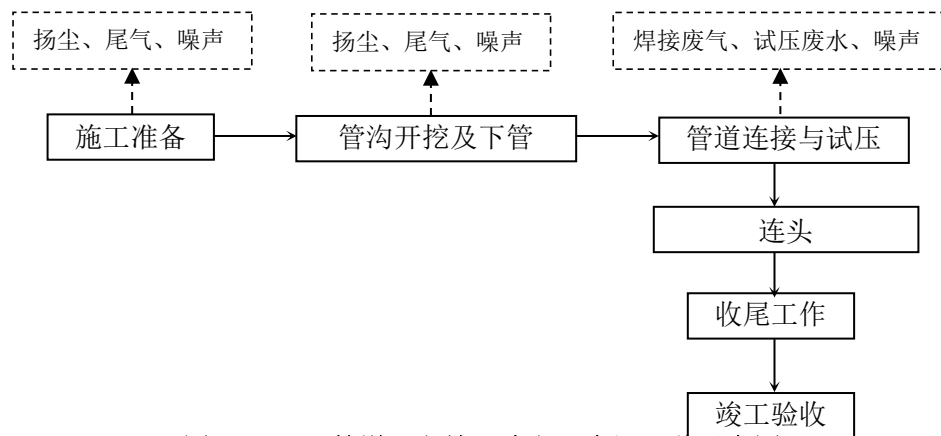 扬尘、尾气、噪声
扬尘、尾气、噪声
焊接废气、试压废水、噪声
施工准备
管沟开挖及下管
管道连接与试压
连头
收尾工作
竣工验收